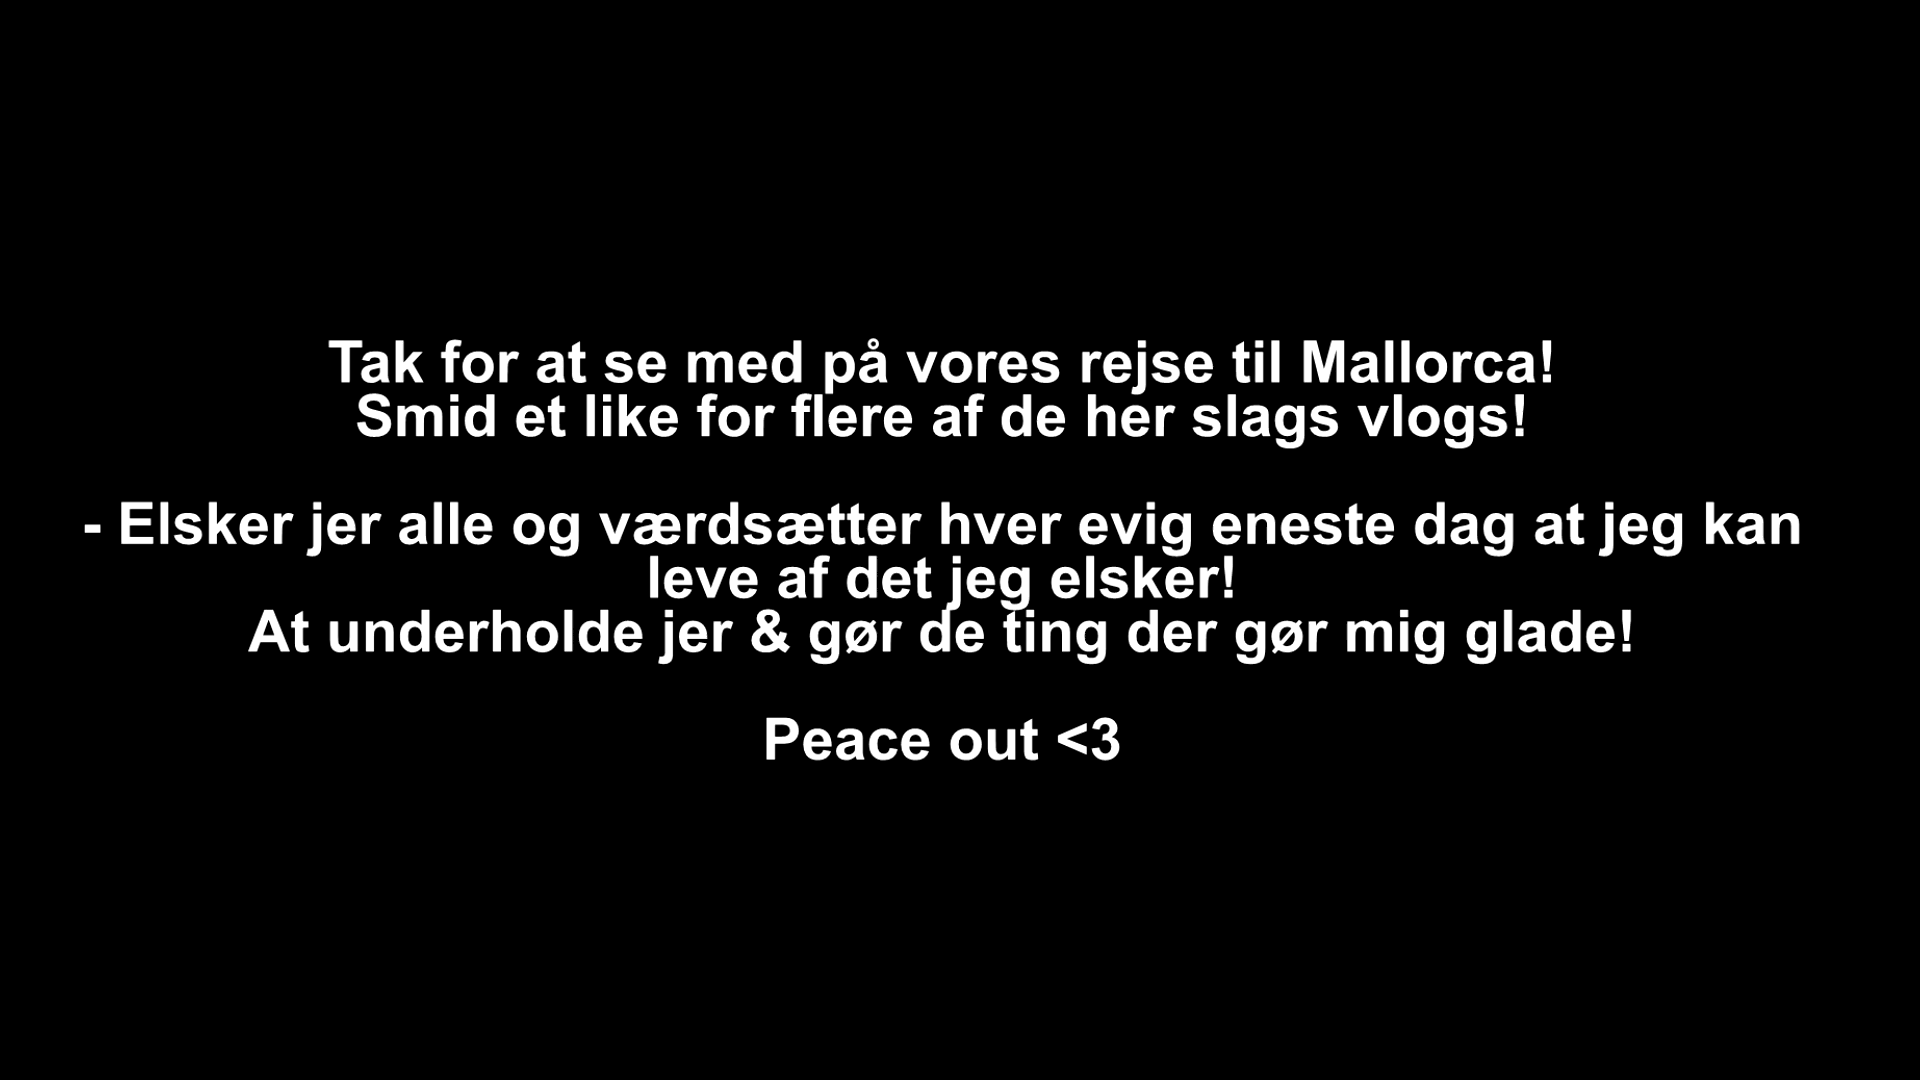 Tak for at se med på vores rejse til Mallorca!
Smid et like for flere af de her slags vlogs!
- Elsker jer alle og værdsætter hver evig eneste dag at jeg kan
leve af det jeg elsker!
At underholde jer & gør de ting der gør mig glade!
Peace out <3